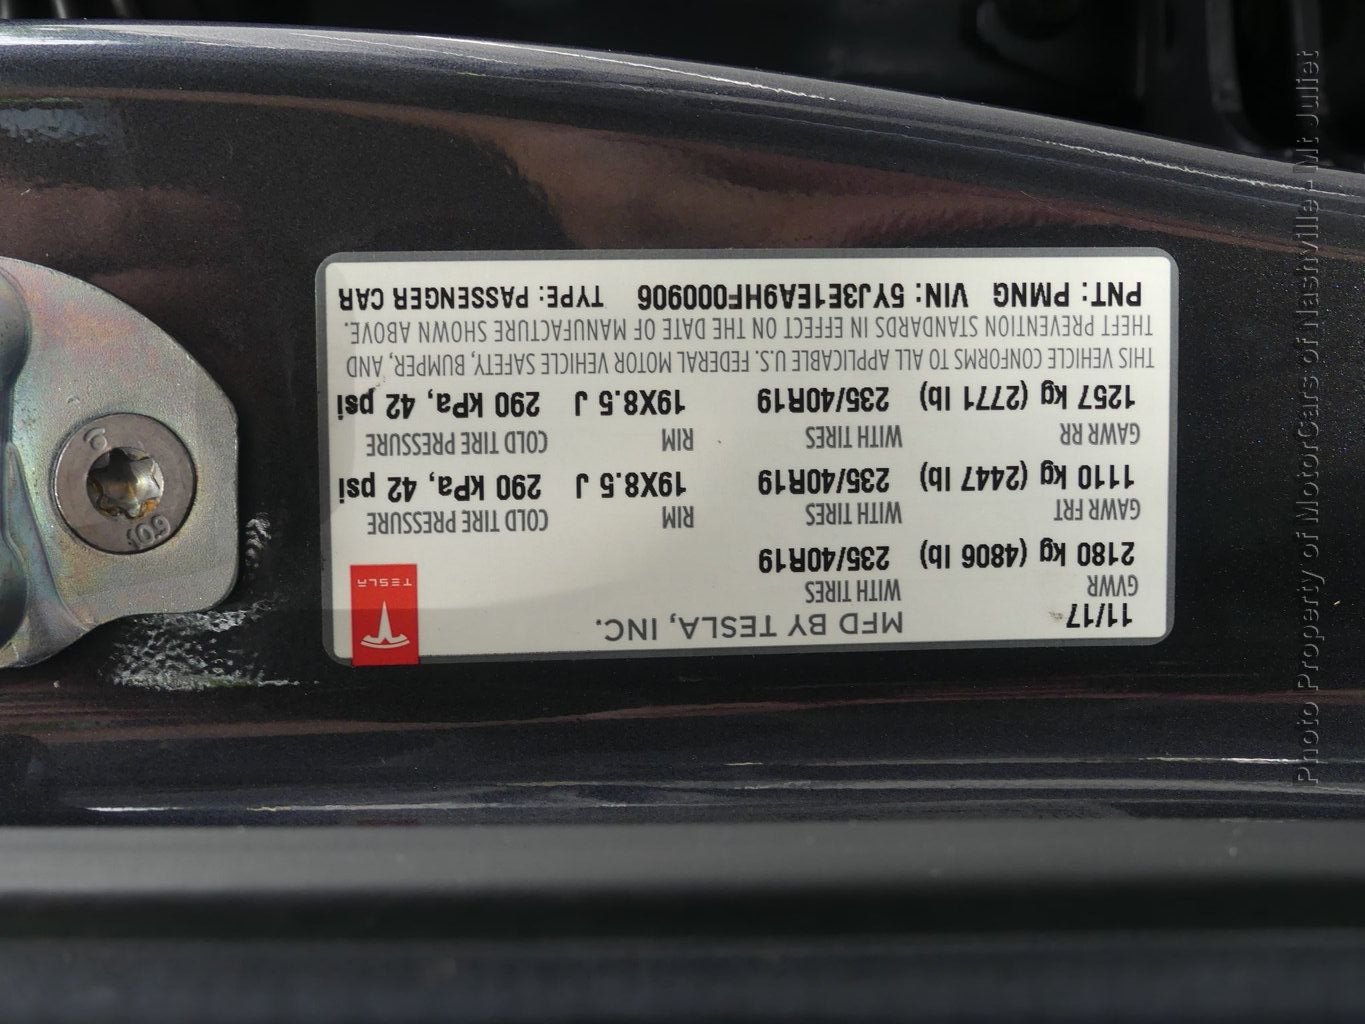 MFD BY TESLA, INC.
11/17
TESLA
GVWR WITH TIRES
2180 kg (4806 lb) 235/40R19
GAWR FRT WITH TIRES RIM COLD TIRE PRESSURE
1110 kg (2447 lb) 235/40R19 19X8.5 J 290 kPa, 42 psi
GAWR RR WITH TIRES RIM COLD TIRE PRESSURE
1257 kg (2771 lb) 235/40R19 19X8.5 J 290 kPa, 42 psi
THIS VEHICLE CONFORMS TO ALL APPLICABLE U.S. FEDERAL MOTOR VEHICLE SAFETY, BUMPER, AND
THEFT PREVENTION STANDARDS IN EFFECT ON THE DATE OF MANUFACTURE SHOWN ABOVE.
PNT: PMNG VIN: 5YJ3E1EA9HF000906 TYPE: PASSENGER CAR
Photo Property of MotorCars of Nashville - Mt Juliet